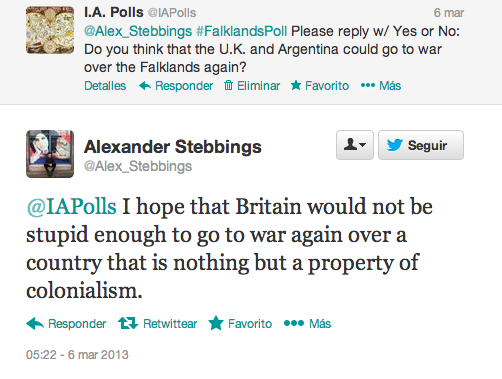 I.A. Polls @IAPolls 6 mar
@Alex_Stebbings #FalklandsPoll Please reply w/ Yes or No:
Do you think that the U.K. and Argentina could go to war
over the Falklands again?
Detalles Responder Eliminar Favorito Más
Alexander Stebbings
@Alex_Stebbings
Seguir
@IAPolls I hope that Britain would not be
stupid enough to go to war again over a
country that is nothing but a property of
colonialism.
Responder Retwittear Favorito Más
05:22 - 6 mar 2013